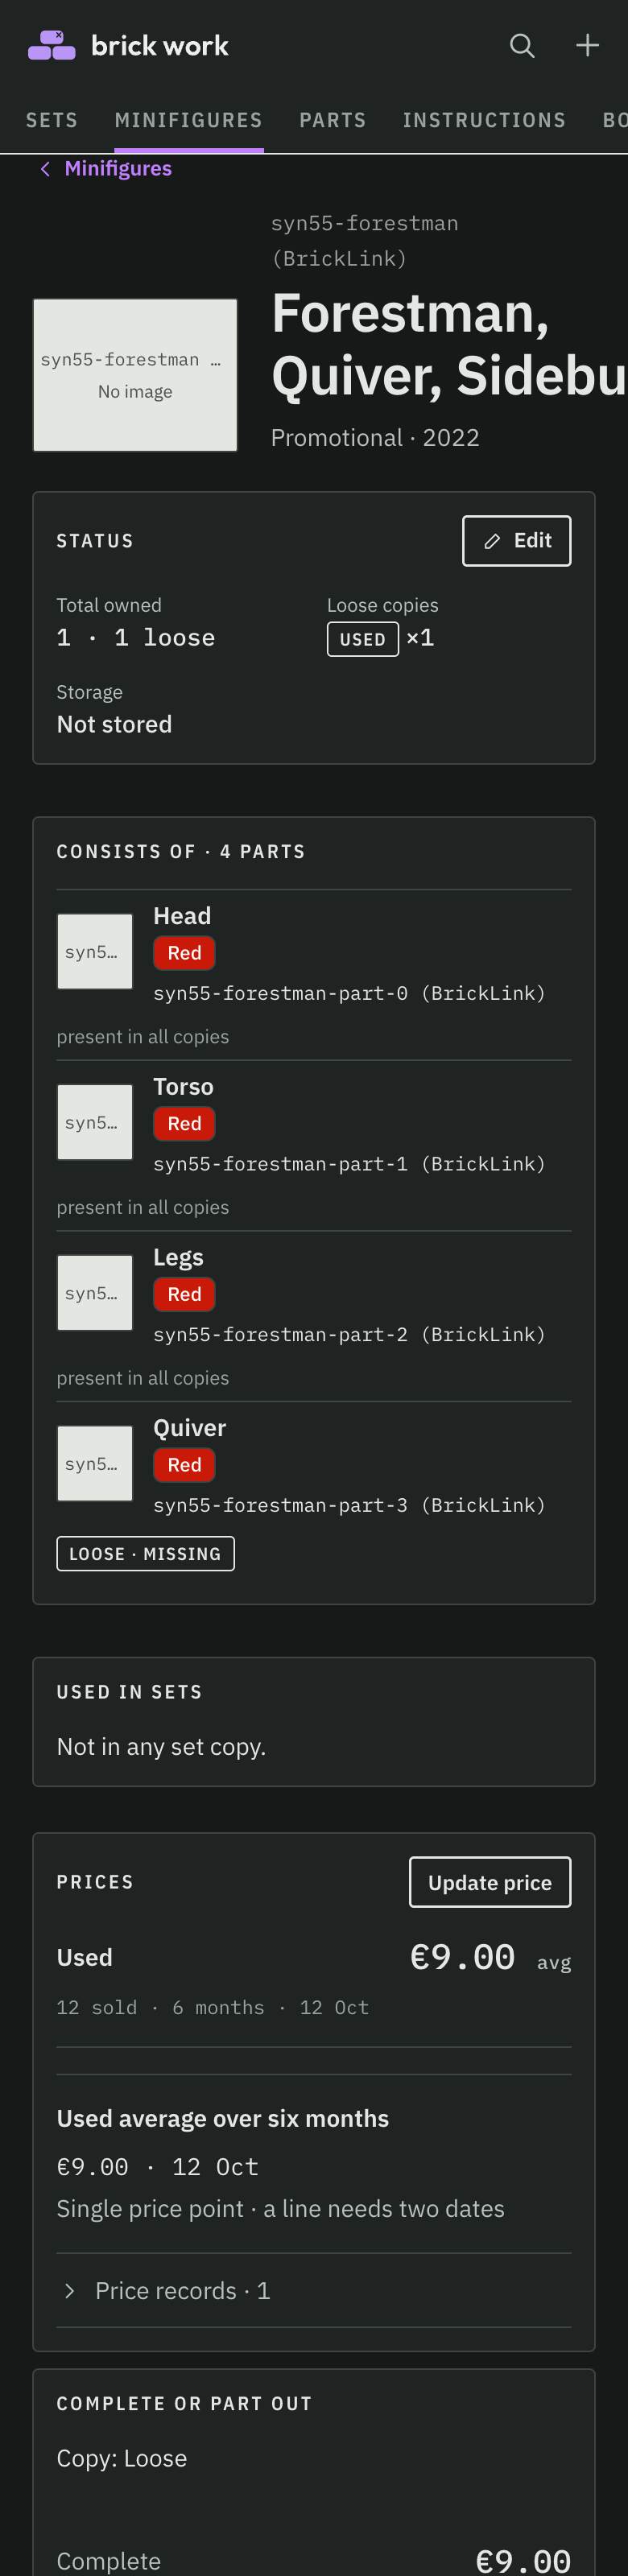 brick work
SETS MINIFIGURES PARTS INSTRUCTIONS BO
Minifigures
syn55-forestman
(BrickLink)
Forestman,
Quiver, Sidebu
Promotional · 2022
syn55-forestman …
No image
STATUS
Edit
Total owned
1 · 1 loose
Loose copies
USED ×1
Storage
Not stored
CONSISTS OF · 4 PARTS
syn5…
Head
Red
syn55-forestman-part-0 (BrickLink)
present in all copies
syn5…
Torso
Red
syn55-forestman-part-1 (BrickLink)
present in all copies
syn5…
Legs
Red
syn55-forestman-part-2 (BrickLink)
present in all copies
syn5…
Quiver
Red
syn55-forestman-part-3 (BrickLink)
LOOSE · MISSING
USED IN SETS
Not in any set copy.
PRICES
Update price
Used €9.00 avg
12 sold · 6 months · 12 Oct
Used average over six months
€9.00 · 12 Oct
Single price point · a line needs two dates
Price records · 1
COMPLETE OR PART OUT
Copy: Loose
Complete €9.00